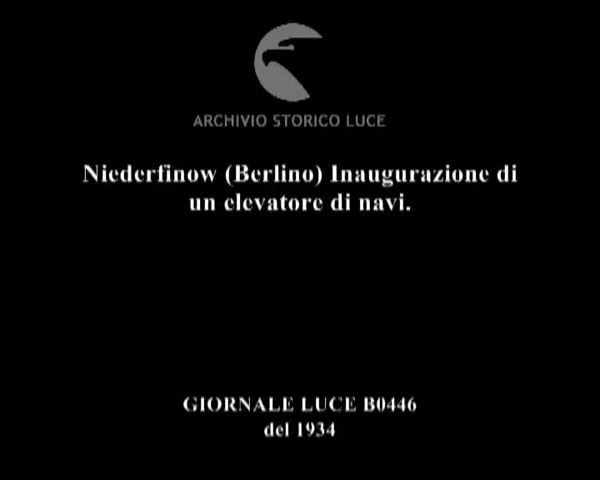 ARCHIVIO STORICO LUCE
Niederfinow (Berlino) Inaugurazione di
un elevatore di navi.
GIORNALE LUCE B0446
del 1934